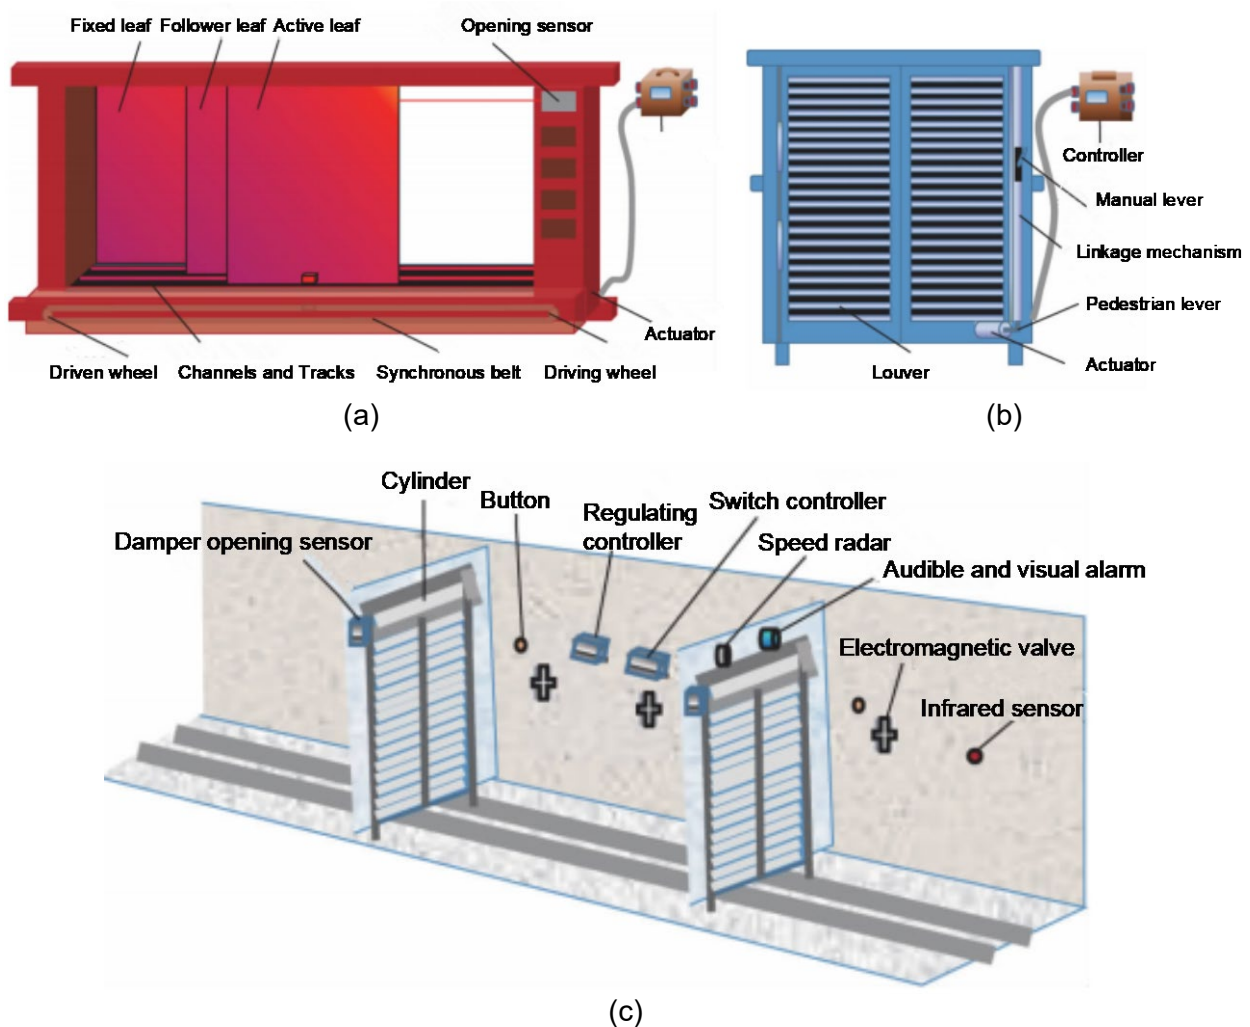 Fixed leaf Follower leaf Active leaf
Opening sensor
Actuator
Driven wheel
Channels and Tracks
Synchronous belt
Driving wheel
(a)
Controller
Manual lever
Linkage mechanism
Pedestrian lever
Actuator
Louver
(b)
Cylinder
Button
Switch controller
Regulating
controller
Damper opening sensor
Speed radar
Audible and visual alarm
Electromagnetic valve
Infrared sensor
(c)